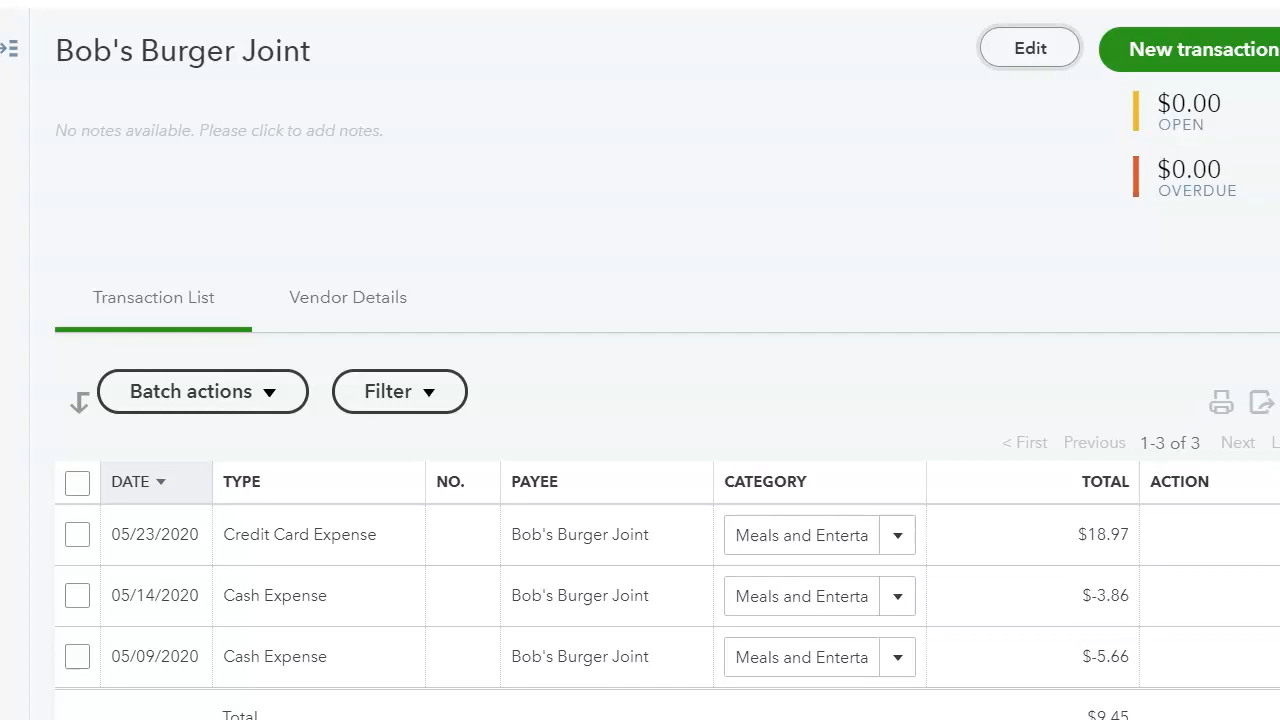 Bob's Burger Joint
Edit
New transaction
$0.00
OPEN
No notes available. Please click to add notes.
$0.00
OVERDUE
Transaction List Vendor Details
Batch actions Filter
< First Previous 1-3 of 3 Next L
DATE TYPE NO. PAYEE CATEGORY TOTAL ACTION
05/23/2020 Credit Card Expense Bob's Burger Joint Meals and Enterta $18.97
05/14/2020 Cash Expense Bob's Burger Joint Meals and Enterta $-3.86
05/09/2020 Cash Expense Bob's Burger Joint Meals and Enterta $-5.66
Total $9.45